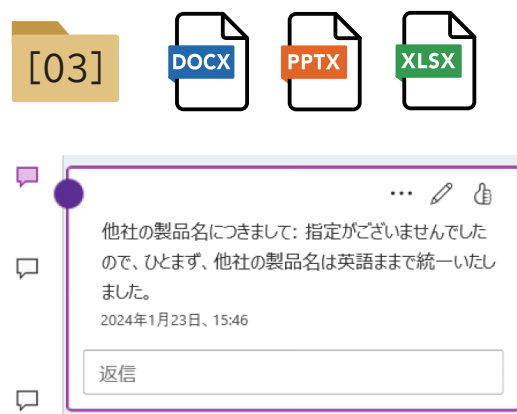 [03]
DOCX
PPTX
XLSX
他社の製品名につきまして: 指定がございませんでした
ので、ひとまず、他社の製品名は英語ままで統一いたし
ました。
2024年1月23日、15:46
返信